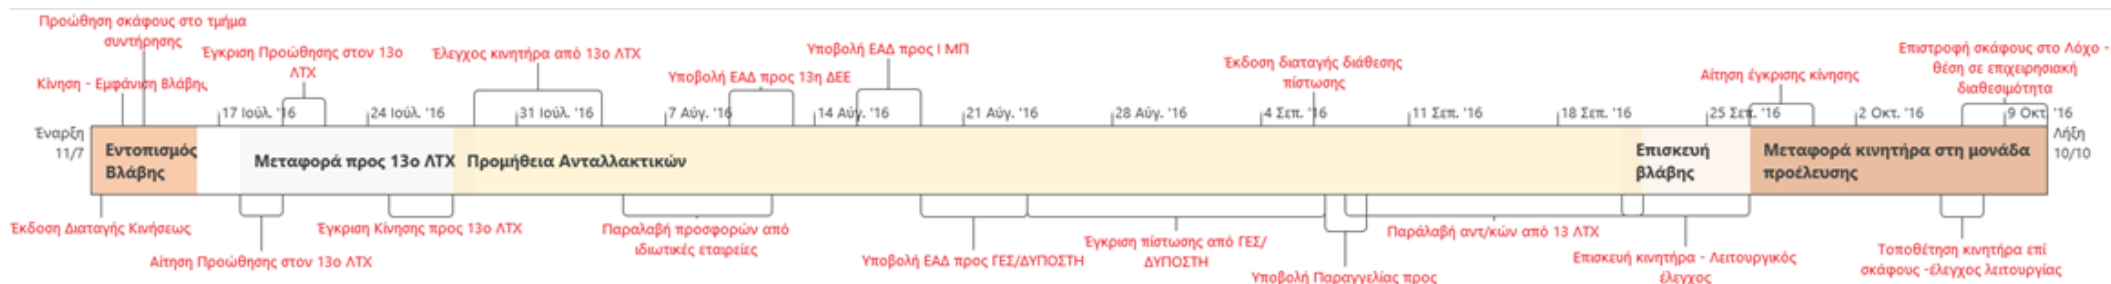 Προώθηση σκάφους στο τμήμα
συντήρησης
Κίνηση - Εμφάνιση Βλάβης
Έγκριση Προώθησης στον 13ο
ΛΤΧ
Έλεγχος κινητήρα από 13ο ΛΤΧ
Υποβολή ΕΑΔ προς 13η ΔΕΕ
Υποβολή ΕΑΔ προς Ι ΜΠ
Έκδοση διαταγής διάθεσης
πίστωσης
Αίτηση έγκρισης κίνησης
Επιστροφή σκάφους στο Λόχο -
θέση σε επιχειρησιακή
διαθεσιμότητα
17 Ιούλ. '16
24 Ιούλ. '16
31 Ιούλ. '16
7 Αύγ. '16
14 Αύγ. '16
21 Αύγ. '16
28 Αύγ. '16
4 Σεπ. '16
11 Σεπ. '16
18 Σεπ. '16
25 Σεπ. '16
2 Οκτ. '16
9 Οκτ. '16
Έναρξη
11/7
Εντοπισμός
Βλάβης
Μεταφορά προς 13ο ΛΤΧ
Προμήθεια Ανταλλακτικών
Επισκευή
βλάβης
Μεταφορά κινητήρα στη μονάδα
προέλευσης
Λήξη
10/10
Έκδοση Διαταγής Κινήσεως
Αίτηση Προώθησης στον 13ο ΛΤΧ
Έγκριση Κίνησης προς 13ο ΛΤΧ
Παραλαβή προσφορών από
ιδιωτικές εταιρείες
Υποβολή ΕΑΔ προς ΓΕΣ/ΔΥΠΟΣΤΗ
Έγκριση πίστωσης από ΓΕΣ/
ΔΥΠΟΣΤΗ
Υποβολή Παραγγελίας προς
Παράλαβή αντ/κών από 13 ΛΤΧ
Επισκευή κινητήρα - Λειτουργικός
έλεγχος
Τοποθέτηση κινητήρα επί
σκάφους -έλεγχος λειτουργίας